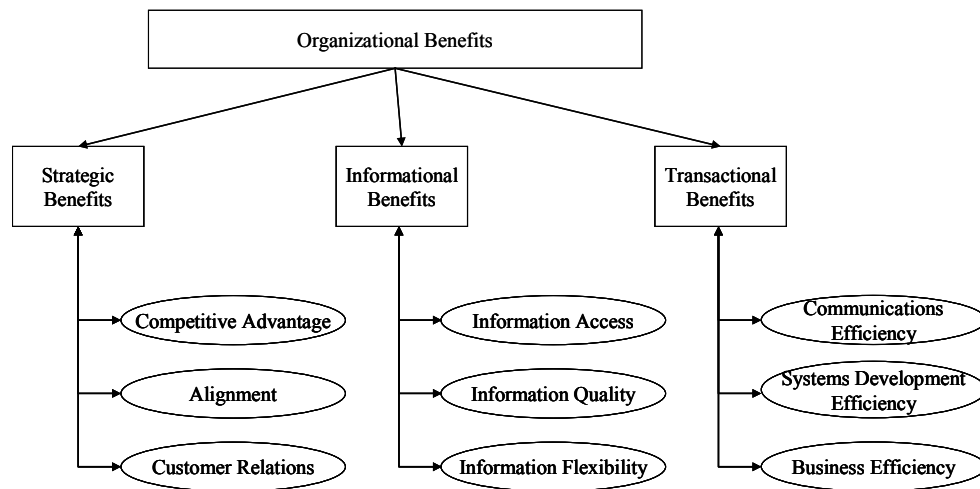 Organizational Benefits
Strategic
Benefits
Informational
Benefits
Transactional
Benefits
Competitive Advantage
Alignment
Customer Relations
Information Access
Information Quality
Information Flexibility
Communications
Efficiency
Systems Development
Efficiency
Business Efficiency